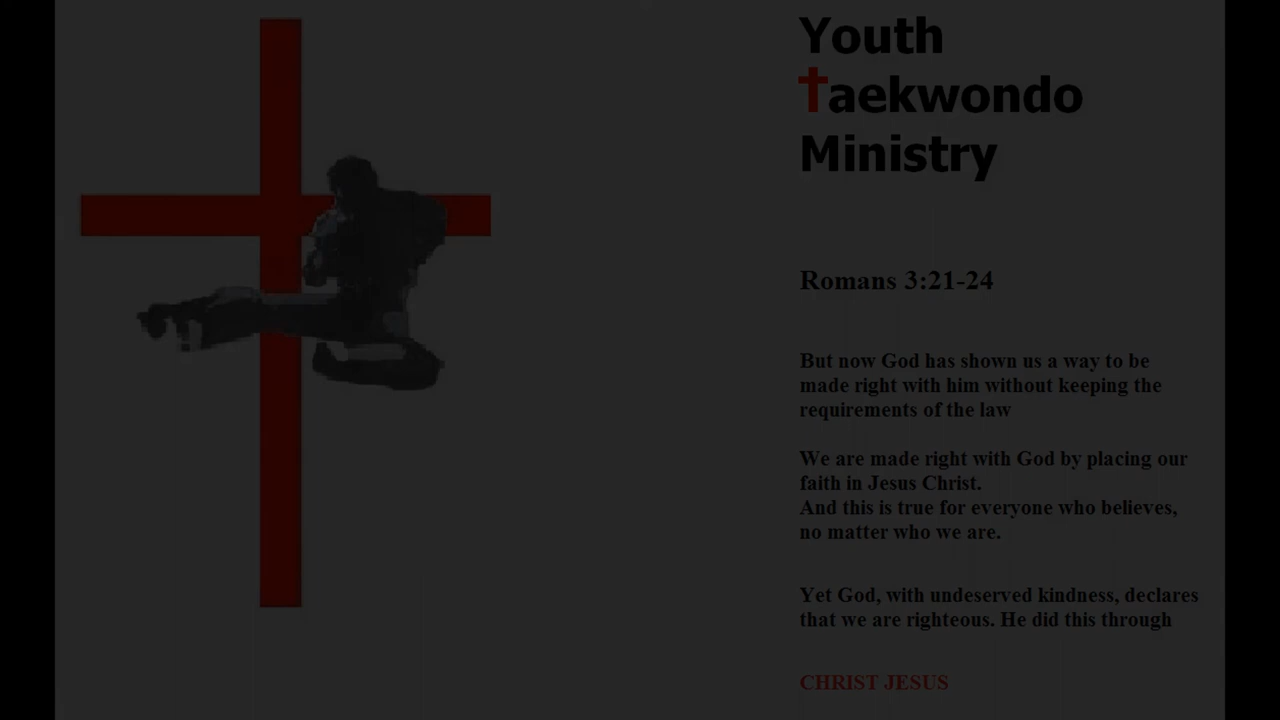 Youth
Taekwondo
Ministry
Romans 3:21-24
But now God has shown us a way to be
made right with him without keeping the
requirements of the law
We are made right with God by placing our
faith in Jesus Christ.
And this is true for everyone who believes,
no matter who we are.
Yet God, with undeserved kindness, declares
that we are righteous. He did this through
CHRIST JESUS